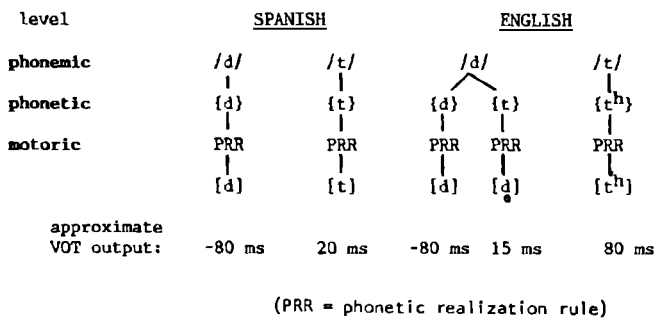 level SPANISH ENGLISH
phonemic /d/ /t/ /d/ /t/
phonetic {d} {t} {d} {t} {tʰ}
motoric PRR PRR PRR PRR PRR
[d] [t] [d] [d̥] [tʰ]
approximate
VOT output: -80 ms 20 ms -80 ms 15 ms 80 ms
(PRR = phonetic realization rule)